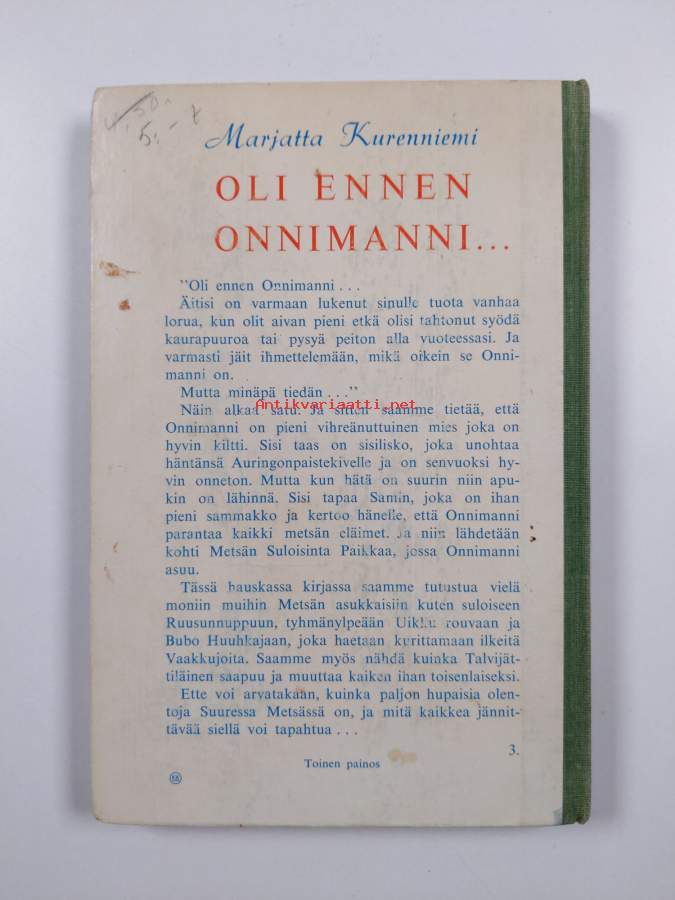 4,50:
5:-
Marjatta Kurenniemi
OLI ENNEN
ONNIMANNI...
"Oli ennen Onnimanni . . .
Äitisi on varmaan lukenut sinulle tuota vanhaa
lorua, kun olit aivan pieni etkä olisi tahtonut syödä
kaurapuuroa tai pysyä peiton alla vuoteessasi. Ja
varmasti jäit ihmettelemään, mikä oikein se Onni-
manni on.
Mutta minäpä tiedän . . ."
Antikvariaatti.net
Näin alkaa satu. Ja sitten saamme tietää, että
Onnimanni on pieni vihreänuttuinen mies joka on
hyvin kiltti. Sisi taas on sisilisko, joka unohtaa
häntänsä Auringonpaistekivelle ja on senvuoksi hy-
vin onneton. Mutta kun hätä on suurin niin apu-
kin on lähinnä. Sisi tapaa Samin, joka on ihan
pieni sammakko ja kertoo hänelle, että Onnimanni
parantaa kaikki metsän eläimet. Ja niin lähdetään
kohti Metsän Suloisinta Paikkaa, jossa Onnimanni
asuu.
Tässä hauskassa kirjassa saamme tutustua vielä
moniin muihin Metsän asukkaisiin kuten suloiseen
Ruusunnuppuun, tyhmänylpeään Uikku rouvaan ja
Bubo Huuhkajaan, joka haetaan kurittamaan ilkeitä
Vaakkujoita. Saamme myös nähdä kuinka Talvijät-
tiläinen saapuu ja muuttaa kaiken ihan toisenlaiseksi.
Ette voi arvatakaan, kuinka paljon hupaisia olen-
toja Suuressa Metsässä on, ja mitä kaikkea jännit-
tävää siellä voi tapahtua . . .
3.
Toinen painos